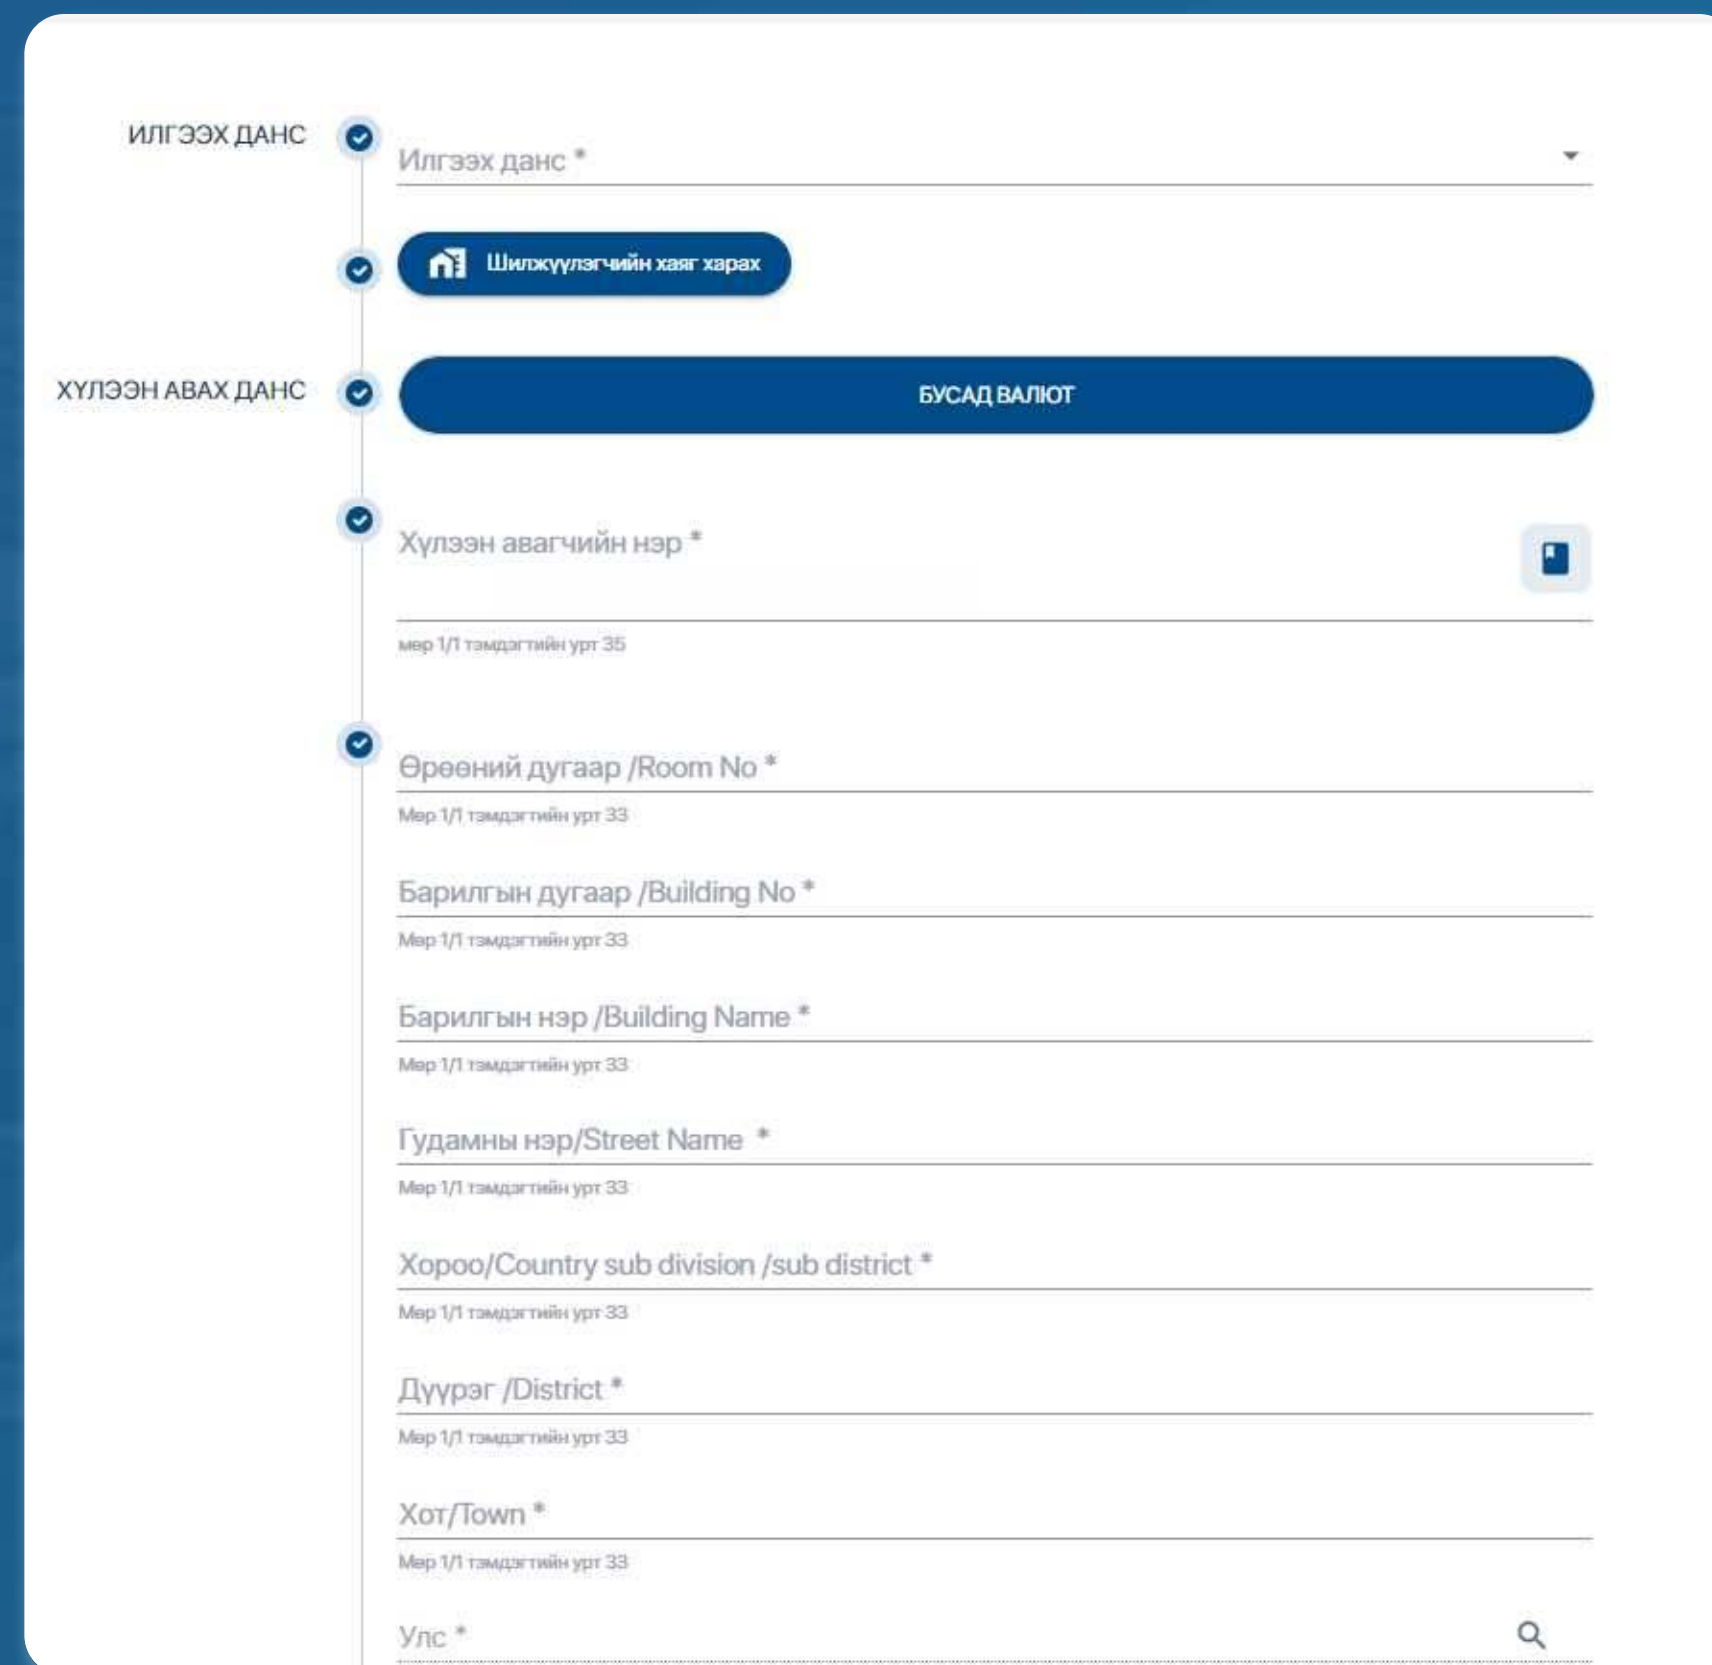 ИЛГЭЭХ ДАНС
Илгээх данс *
Шилжүүлэгчийн хаяг харах
ХҮЛЭЭН АВАХ ДАНС
БУСАД ВАЛЮТ
Хүлээн авагчийн нэр *
мөр 1/1 тэмдэгтийн урт 35
Өрөөний дугаар /Room No *
Мөр 1/1 тэмдэгтийн урт 33
Барилгын дугаар /Building No *
Мөр 1/1 тэмдэгтийн урт 33
Барилгын нэр /Building Name *
Мөр 1/1 тэмдэгтийн урт 33
Гудамны нэр/Street Name *
Мөр 1/1 тэмдэгтийн урт 33
Хороо/Country sub division /sub district *
Мөр 1/1 тэмдэгтийн урт 33
Дүүрэг /District *
Мөр 1/1 тэмдэгтийн урт 33
Хот/Town *
Мөр 1/1 тэмдэгтийн урт 33
Улс *